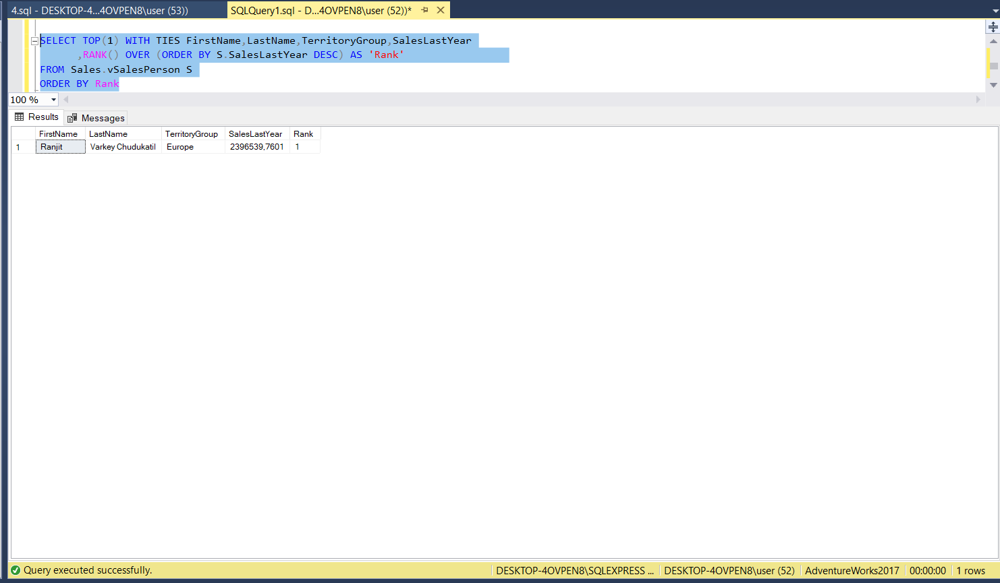 4.sql - DESKTOP-4...4OVPEN8\user (53))
SQLQuery1.sql - D...4OVPEN8\user (52))*
SELECT TOP(1) WITH TIES FirstName,LastName,TerritoryGroup,SalesLastYear
,RANK() OVER (ORDER BY S.SalesLastYear DESC) AS 'Rank'
FROM Sales.vSalesPerson S
ORDER BY Rank
100 %
Results
Messages
FirstName LastName TerritoryGroup SalesLastYear Rank
1 Ranjit Varkey Chudukatil Europe 2396539,7601 1
Query executed successfully.
DESKTOP-4OVPEN8\SQLEXPRESS ...
DESKTOP-4OVPEN8\user (52)
AdventureWorks2017
00:00:00
1 rows